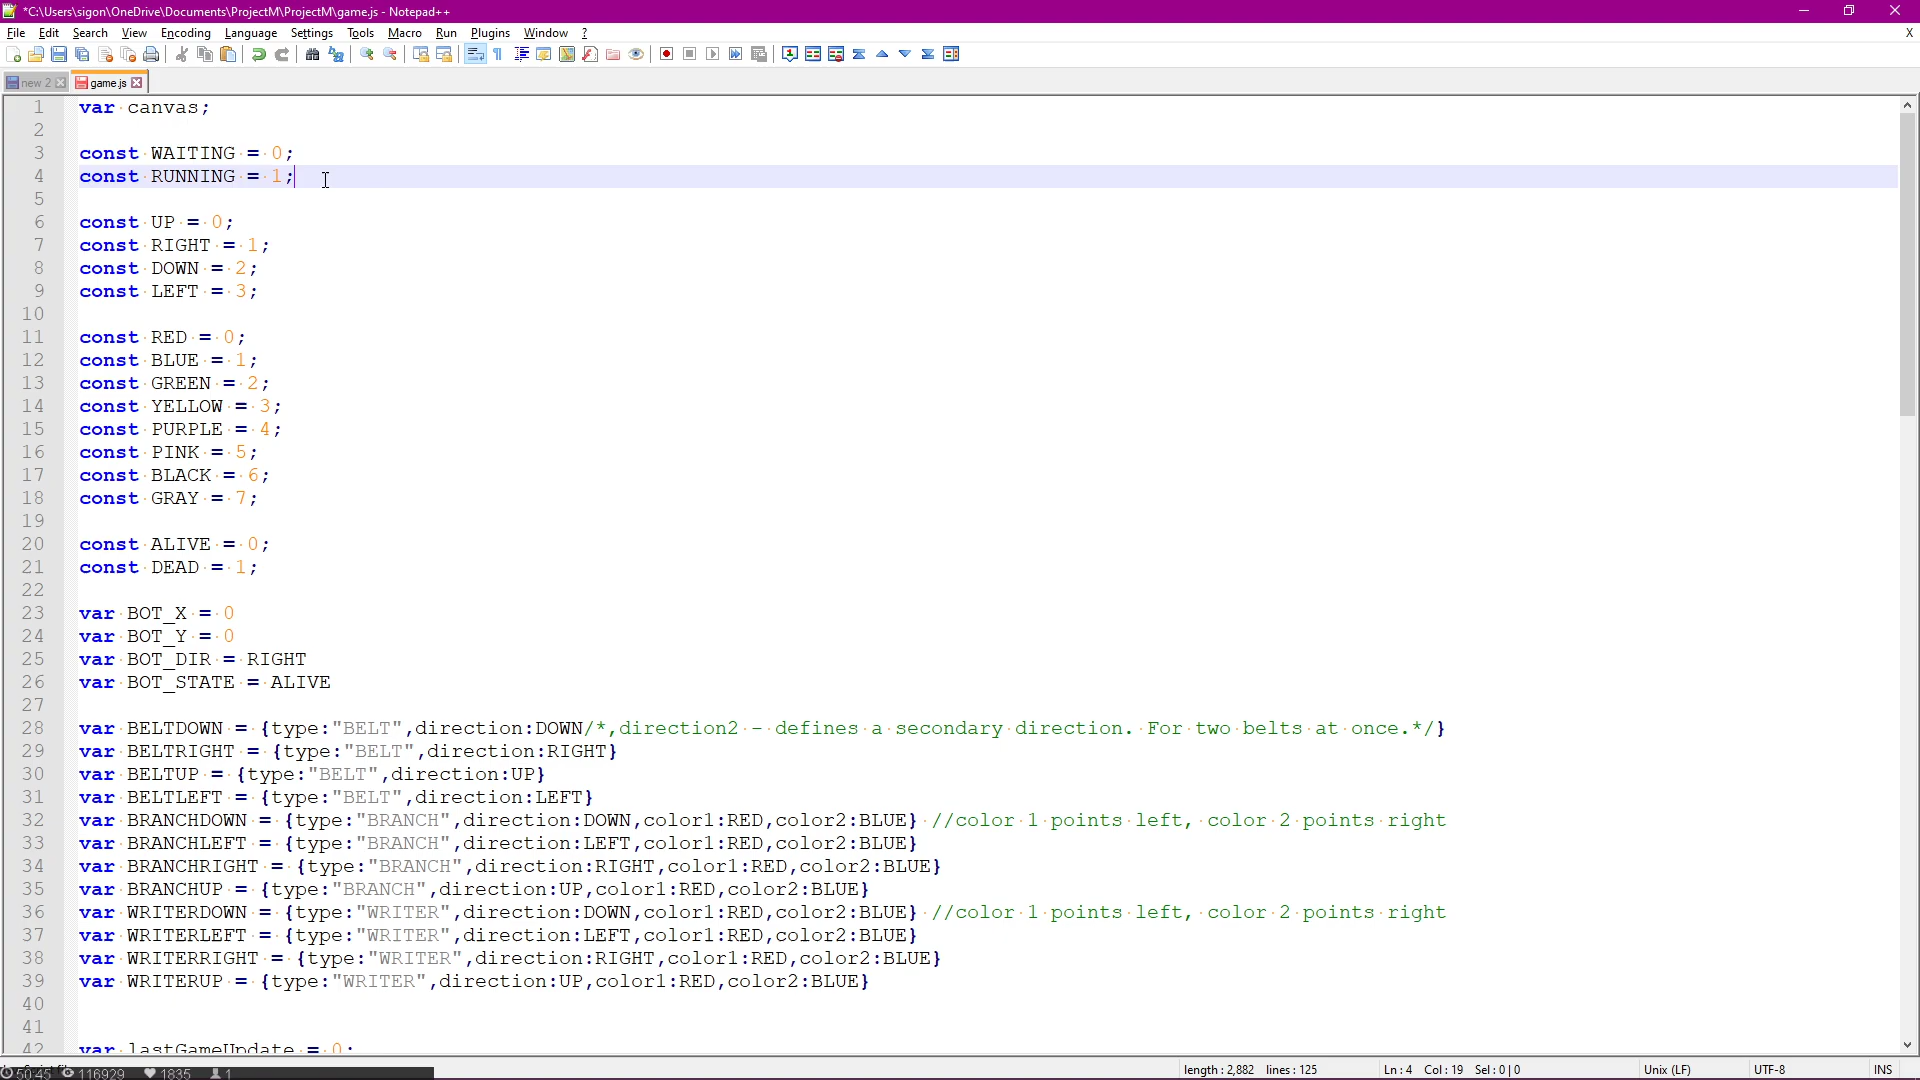 *C:\Users\sigon\OneDrive\Documents\ProjectM\ProjectM\game.js - Notepad++
File Edit Search View Encoding Language Settings Tools Macro Run Plugins Window ? X
new 2 game.js
1 var canvas;
2
3 const WAITING = 0;
4 const RUNNING = 1;
5
6 const UP = 0;
7 const RIGHT = 1;
8 const DOWN = 2;
9 const LEFT = 3;
10
11 const RED = 0;
12 const BLUE = 1;
13 const GREEN = 2;
14 const YELLOW = 3;
15 const PURPLE = 4;
16 const PINK = 5;
17 const BLACK = 6;
18 const GRAY = 7;
19
20 const ALIVE = 0;
21 const DEAD = 1;
22
23 var BOT_X = 0
24 var BOT_Y = 0
25 var BOT_DIR = RIGHT
26 var BOT_STATE = ALIVE
27
28 var BELTDOWN = {type:"BELT",direction:DOWN/*,direction2 - defines a secondary direction. For two belts at once.*/}
29 var BELTRIGHT = {type:"BELT",direction:RIGHT}
30 var BELTUP = {type:"BELT",direction:UP}
31 var BELTLEFT = {type:"BELT",direction:LEFT}
32 var BRANCHDOWN = {type:"BRANCH",direction:DOWN,color1:RED,color2:BLUE} //color 1 points left, color 2 points right
33 var BRANCHLEFT = {type:"BRANCH",direction:LEFT,color1:RED,color2:BLUE}
34 var BRANCHRIGHT = {type:"BRANCH",direction:RIGHT,color1:RED,color2:BLUE}
35 var BRANCHUP = {type:"BRANCH",direction:UP,color1:RED,color2:BLUE}
36 var WRITERDOWN = {type:"WRITER",direction:DOWN,color1:RED,color2:BLUE} //color 1 points left, color 2 points right
37 var WRITERLEFT = {type:"WRITER",direction:LEFT,color1:RED,color2:BLUE}
38 var WRITERRIGHT = {type:"WRITER",direction:RIGHT,color1:RED,color2:BLUE}
39 var WRITERUP = {type:"WRITER",direction:UP,color1:RED,color2:BLUE}
40
41
42 var lastGameUpdate = 0;
50:45 116929 1835 1 length : 2,882 lines : 125 Ln : 4 Col : 19 Sel : 0 | 0 Unix (LF) UTF-8 INS